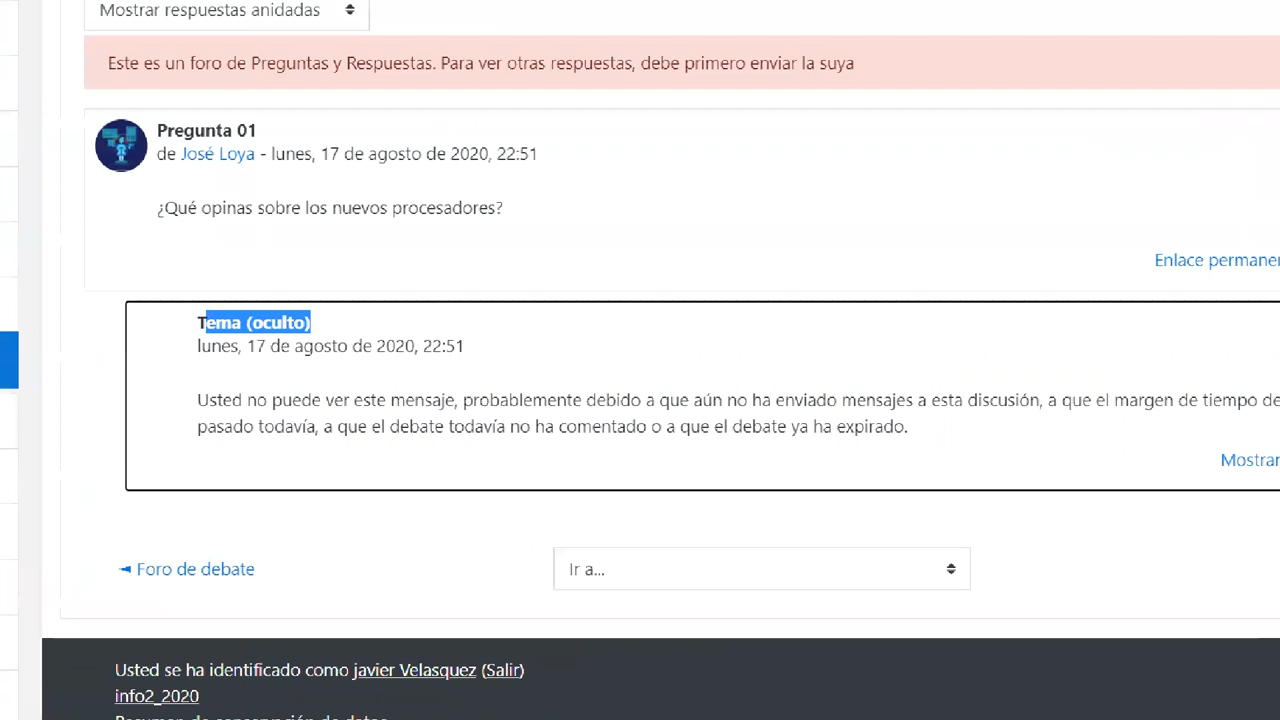 Mostrar respuestas anidadas
Este es un foro de Preguntas y Respuestas. Para ver otras respuestas, debe primero enviar la suya
Pregunta 01
de José Loya - lunes, 17 de agosto de 2020, 22:51
¿Qué opinas sobre los nuevos procesadores?
Enlace permanen
Tema (oculto)
lunes, 17 de agosto de 2020, 22:51
Usted no puede ver este mensaje, probablemente debido a que aún no ha enviado mensajes a esta discusión, a que el margen de tiempo de
pasado todavía, a que el debate todavía no ha comentado o a que el debate ya ha expirado.
Mostrar
◄ Foro de debate
Ir a...
Usted se ha identificado como javier Velasquez (Salir)
info2_2020
Resumen de conservación de datos